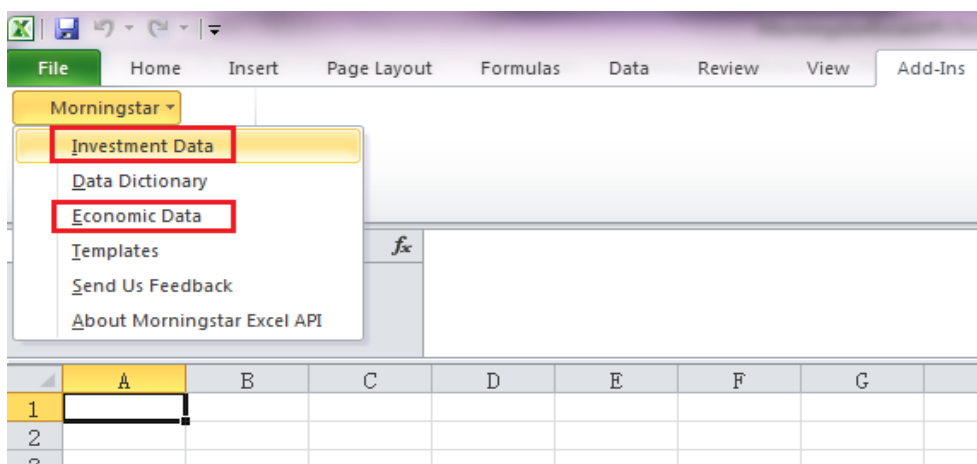 File Home Insert Page Layout Formulas Data Review View Add-Ins
Morningstar
Investment Data
Data Dictionary
Economic Data
Templates
Send Us Feedback
About Morningstar Excel API
fx
A B C D E F G
1
2